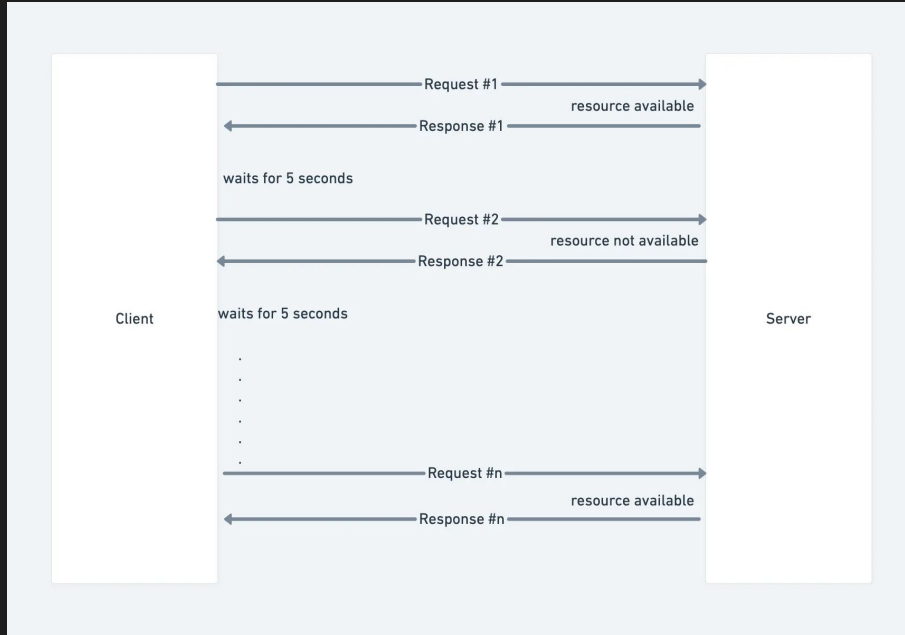 Request #1
resource available
Response #1
waits for 5 seconds
Request #2
resource not available
Response #2
Client
waits for 5 seconds
Server
.
.
.
.
.
.
Request #n
resource available
Response #n